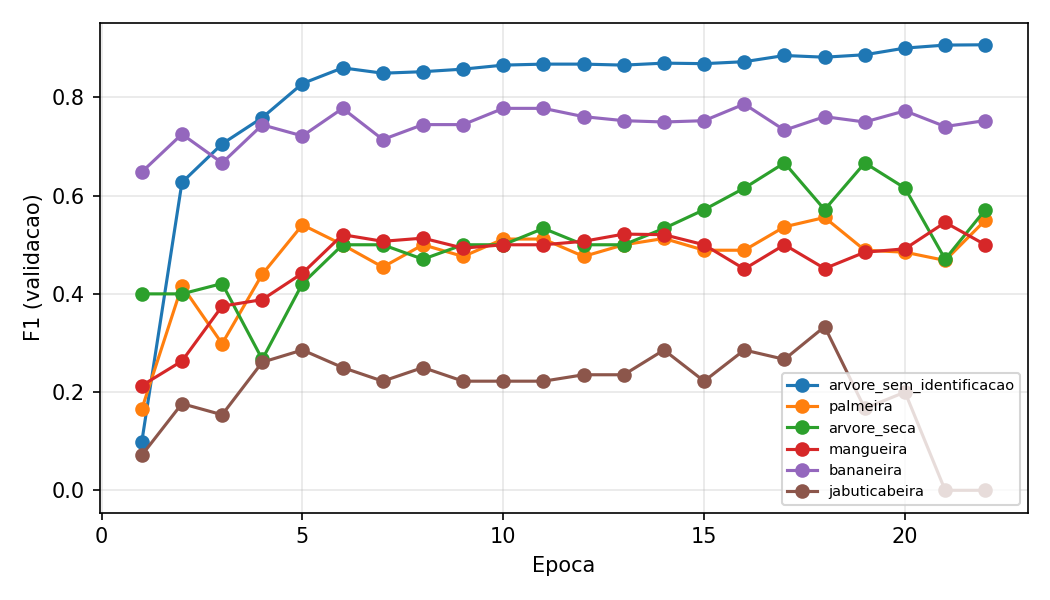 F1 (validacao)
0.8
0.6
0.4
0.2
0.0
0
5
10
15
20
Epoca
arvore_sem_identificacao
palmeira
arvore_seca
mangueira
bananeira
jabuticabeira